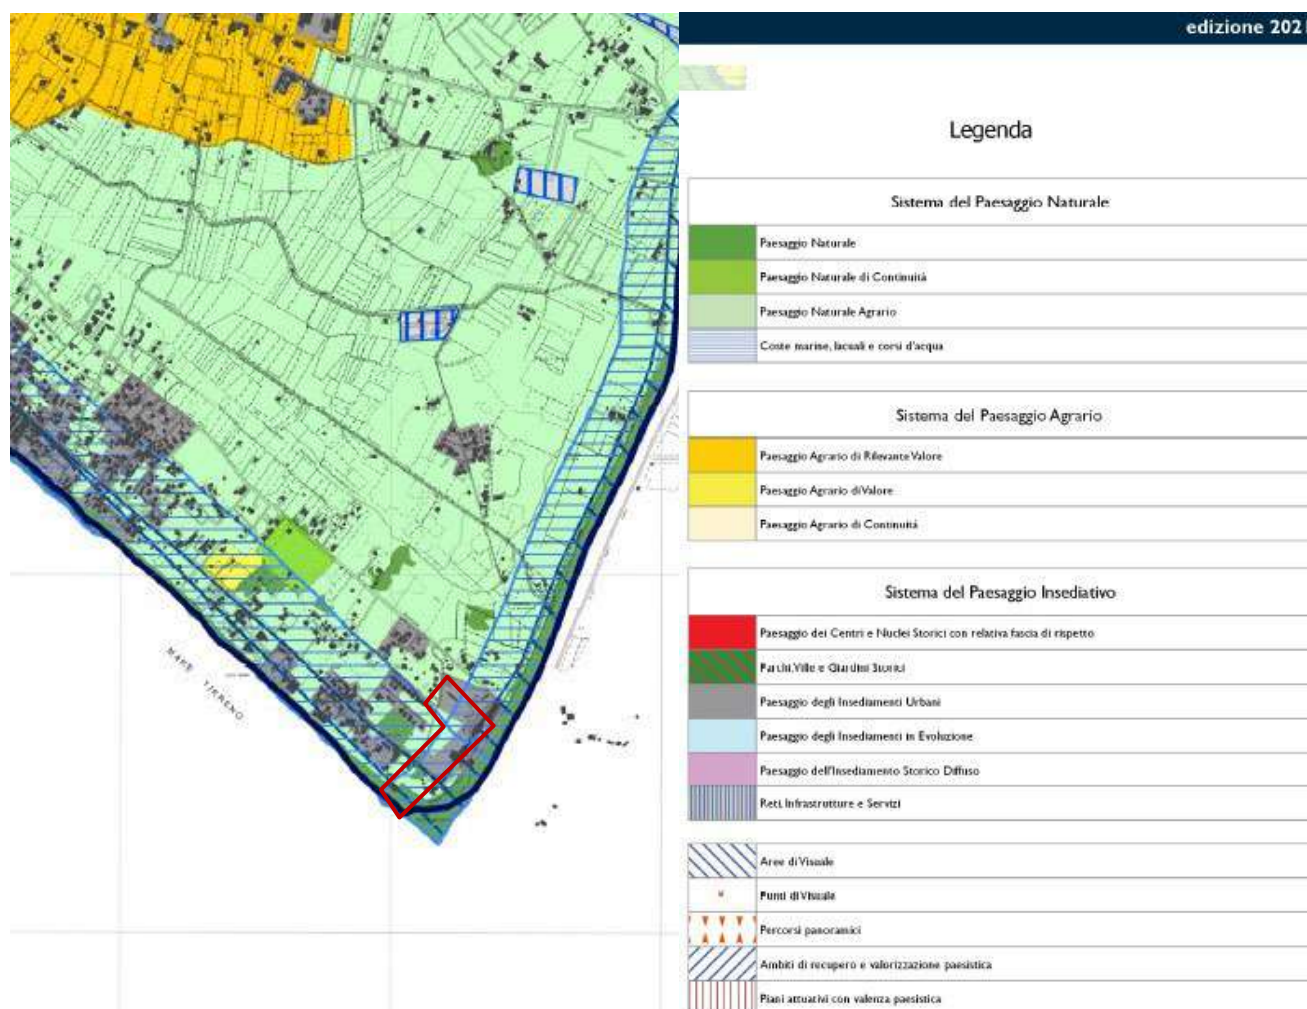 edizione 2021
Legenda
Sistema del Paesaggio Naturale
Paesaggio Naturale
Paesaggio Naturale di Continuità
Paesaggio Naturale Agrario
Coste marine, lacuali e corsi d'acqua
Sistema del Paesaggio Agrario
Paesaggio Agrario di Rilevante Valore
Paesaggio Agrario di Valore
Paesaggio Agrario di Continuità
Sistema del Paesaggio Insediativo
Paesaggio dei Centri e Nuclei Storici con relativa fascia di rispetto
Parchi, Ville e Giardini Storici
Paesaggio degli Insediamenti Urbani
Paesaggio degli Insediamenti in Evoluzione
Paesaggio dell'Insediamento Storico Diffuso
Reti, Infrastrutture e Servizi
Aree di Visuale
Punti di Visuale
Percorsi panoramici
Ambiti di recupero e valorizzazione paesistica
Piani attuativi con valenza paesistica
MARE TIRRENO